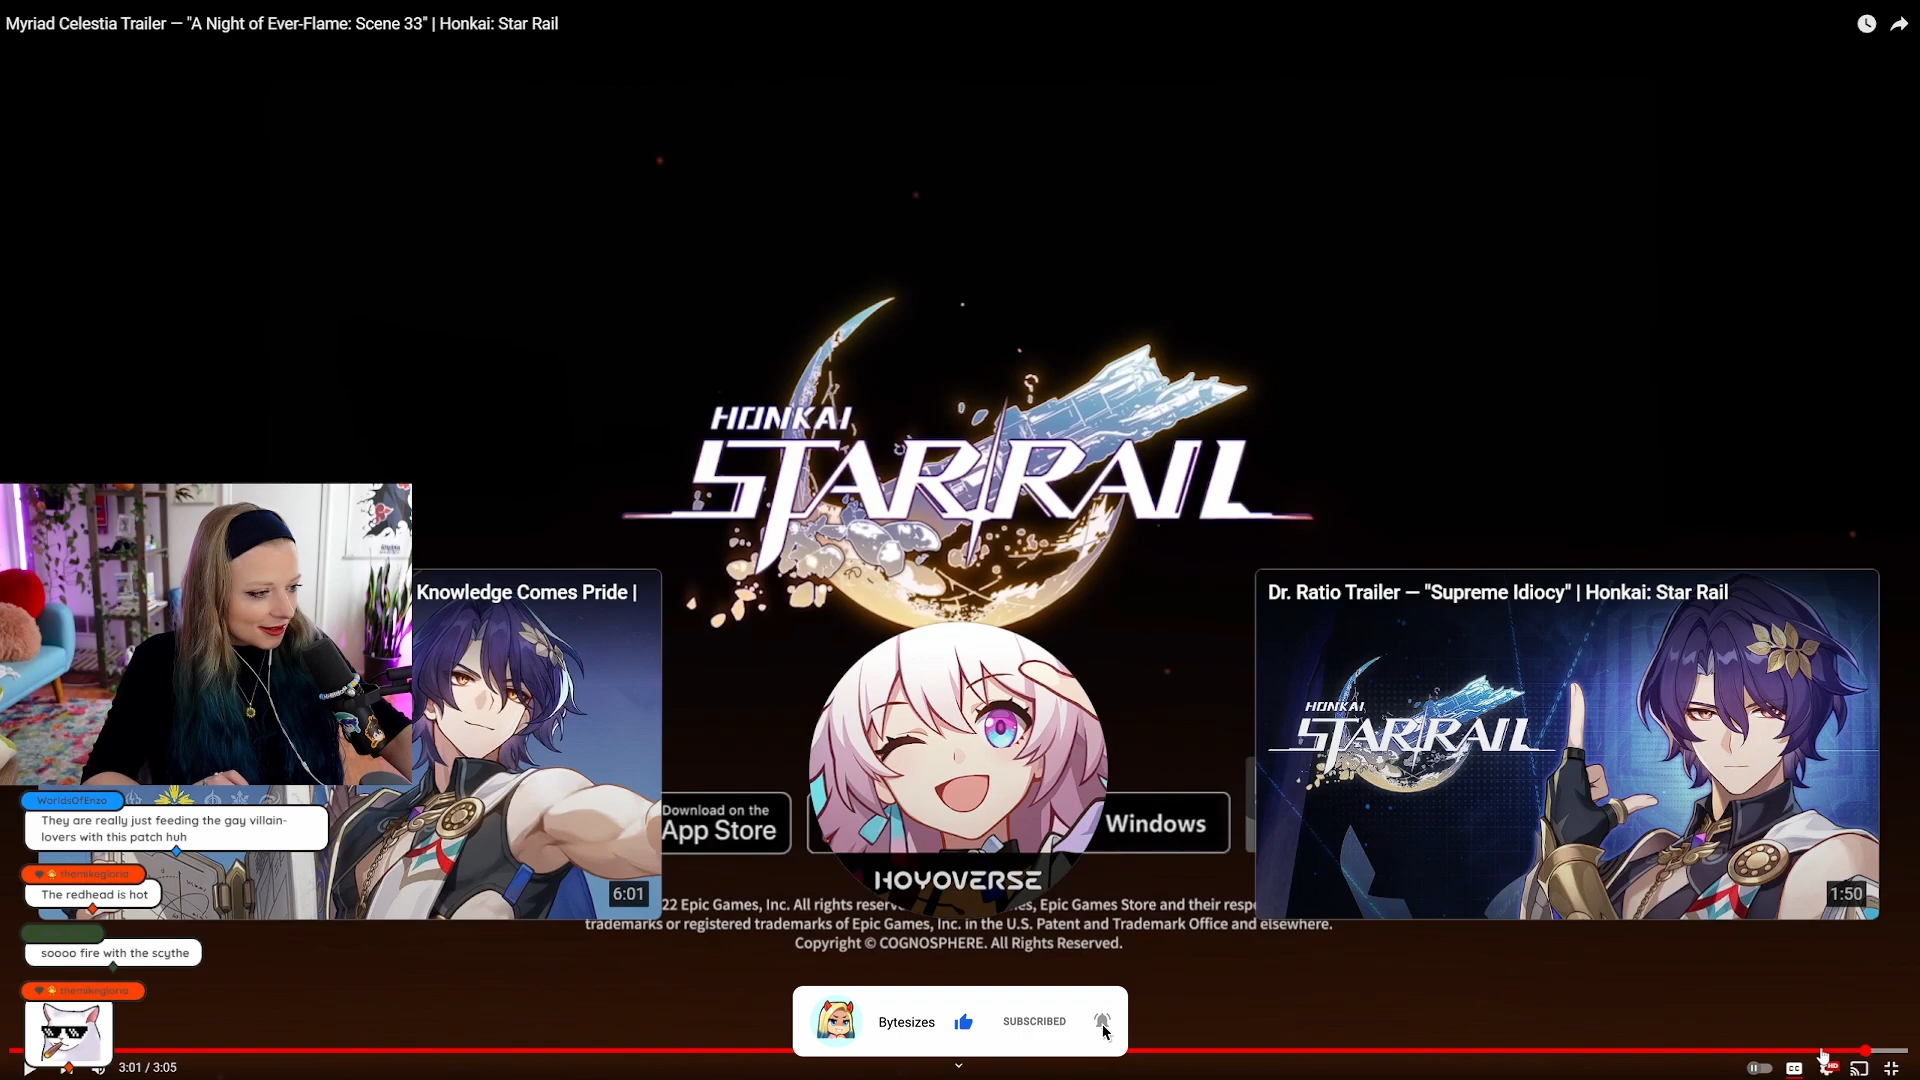 Myriad Celestia Trailer — "A Night of Ever-Flame: Scene 33" | Honkai: Star Rail
HONKAI
STAR RAIL
Knowledge Comes Pride |
6:01
Dr. Ratio Trailer — "Supreme Idiocy" | Honkai: Star Rail
HONKAI
STAR RAIL
1:50
Download on the
App Store
Windows
HOYOVERSE
22 Epic Games, Inc. All rights reserv
es, Epic Games Store and their respe
trademarks or registered trademarks of Epic Games, Inc. in the U.S. Patent and Trademark Office and elsewhere.
Copyright © COGNOSPHERE. All Rights Reserved.
WorldsOfEnzo
They are really just feeding the gay villain-
lovers with this patch huh
themikegloria
The redhead is hot
soooo fire with the scythe
themikegloria
Bytesizes
SUBSCRIBED
3:01 / 3:05
CC
HD